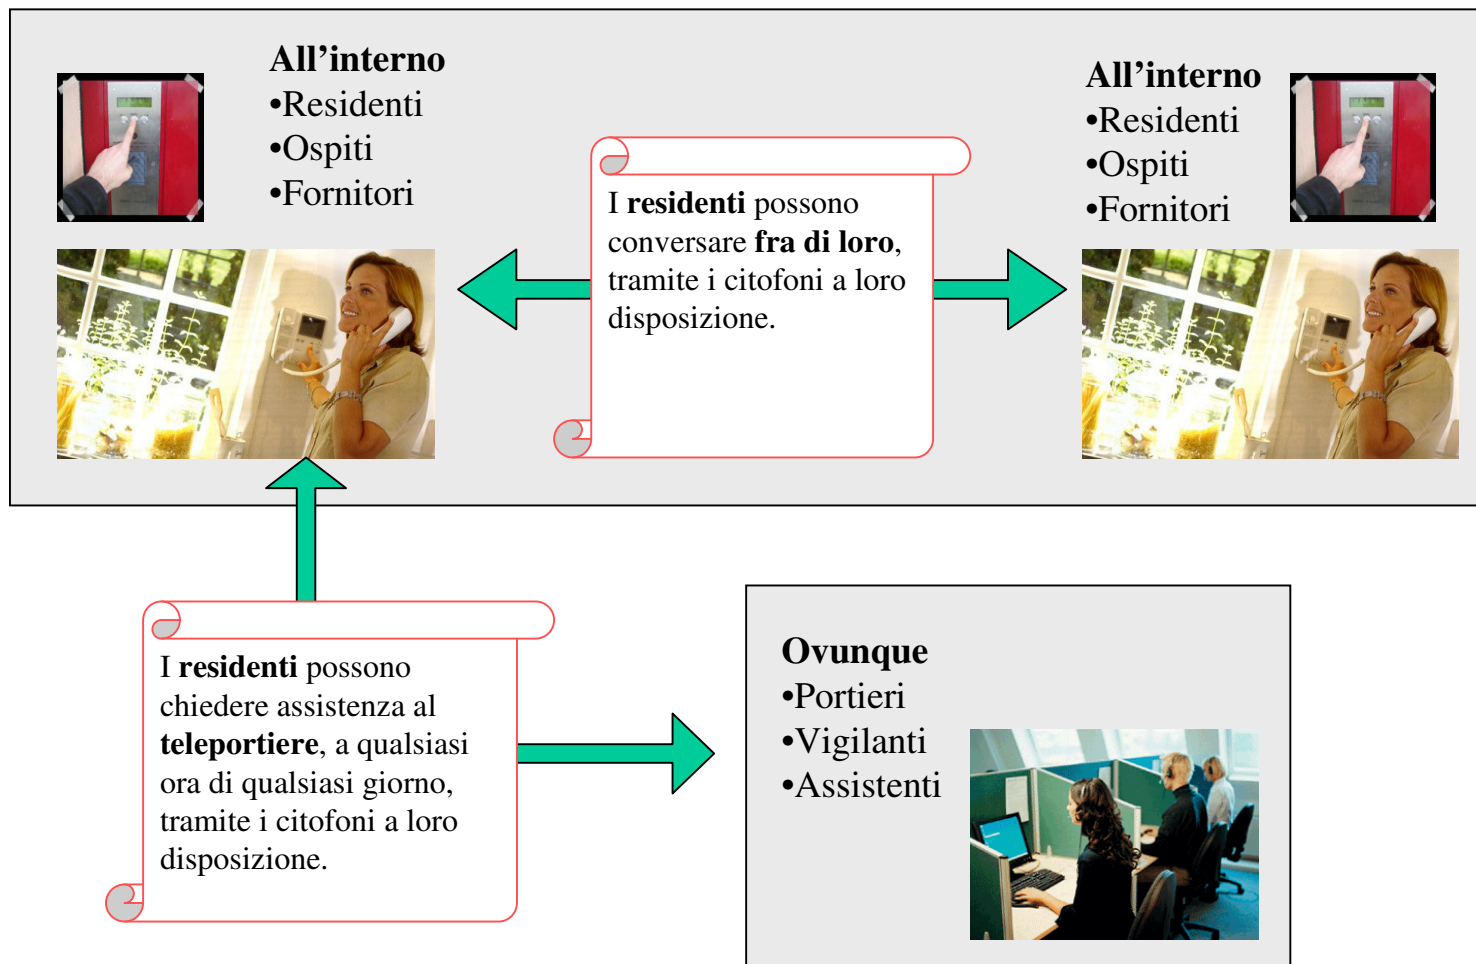 All’interno
•Residenti
•Ospiti
•Fornitori
I residenti possono
conversare fra di loro,
tramite i citofoni a loro
disposizione.
All’interno
•Residenti
•Ospiti
•Fornitori
I residenti possono
chiedere assistenza al
teleportiere, a qualsiasi
ora di qualsiasi giorno,
tramite i citofoni a loro
disposizione.
Ovunque
•Portieri
•Vigilanti
•Assistenti